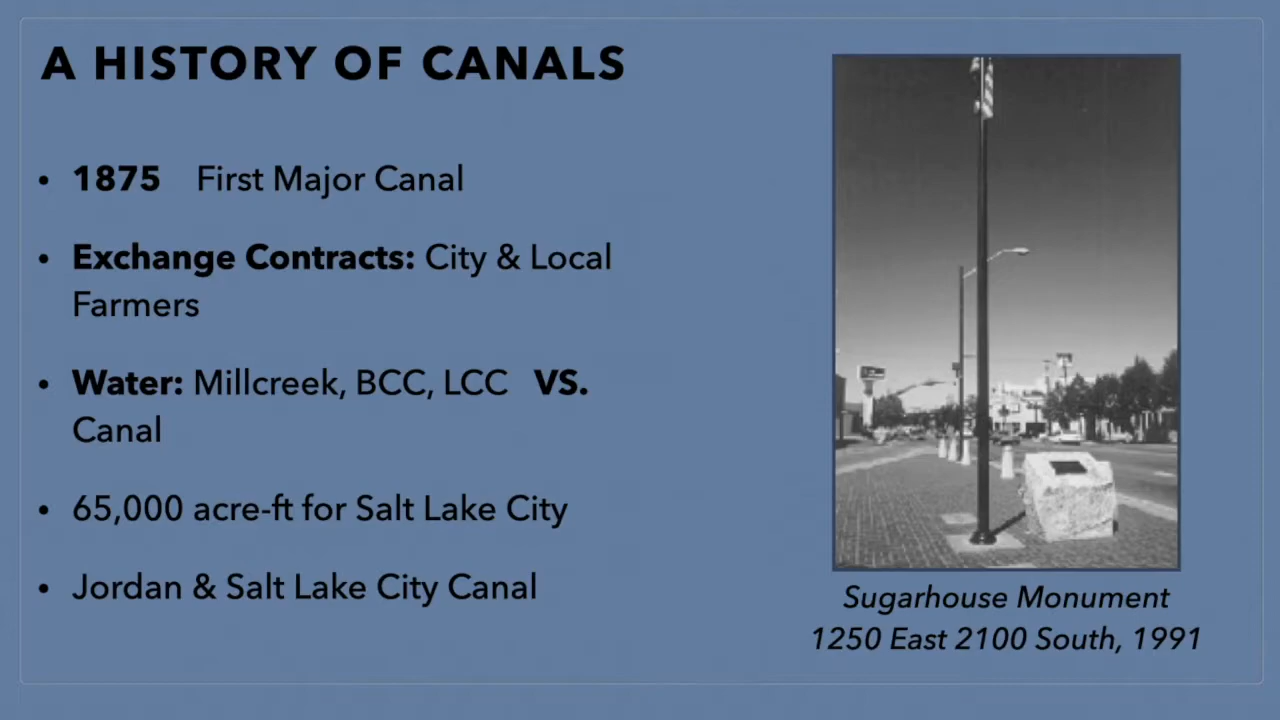 A HISTORY OF CANALS
• 1875 First Major Canal
• Exchange Contracts: City & Local
Farmers
• Water: Millcreek, BCC, LCC VS.
Canal
• 65,000 acre-ft for Salt Lake City
• Jordan & Salt Lake City Canal
Sugarhouse Monument
1250 East 2100 South, 1991